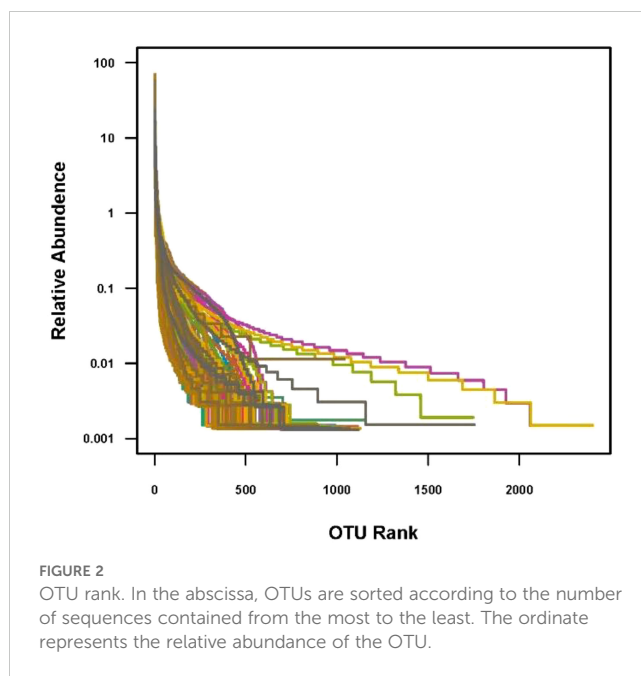 100
10
1
0.1
0.01
0.001
Relative Abundence
0
500
1000
1500
2000
OTU Rank
FIGURE 2
OTU rank. In the abscissa, OTUs are sorted according to the number
of sequences contained from the most to the least. The ordinate
represents the relative abundance of the OTU.